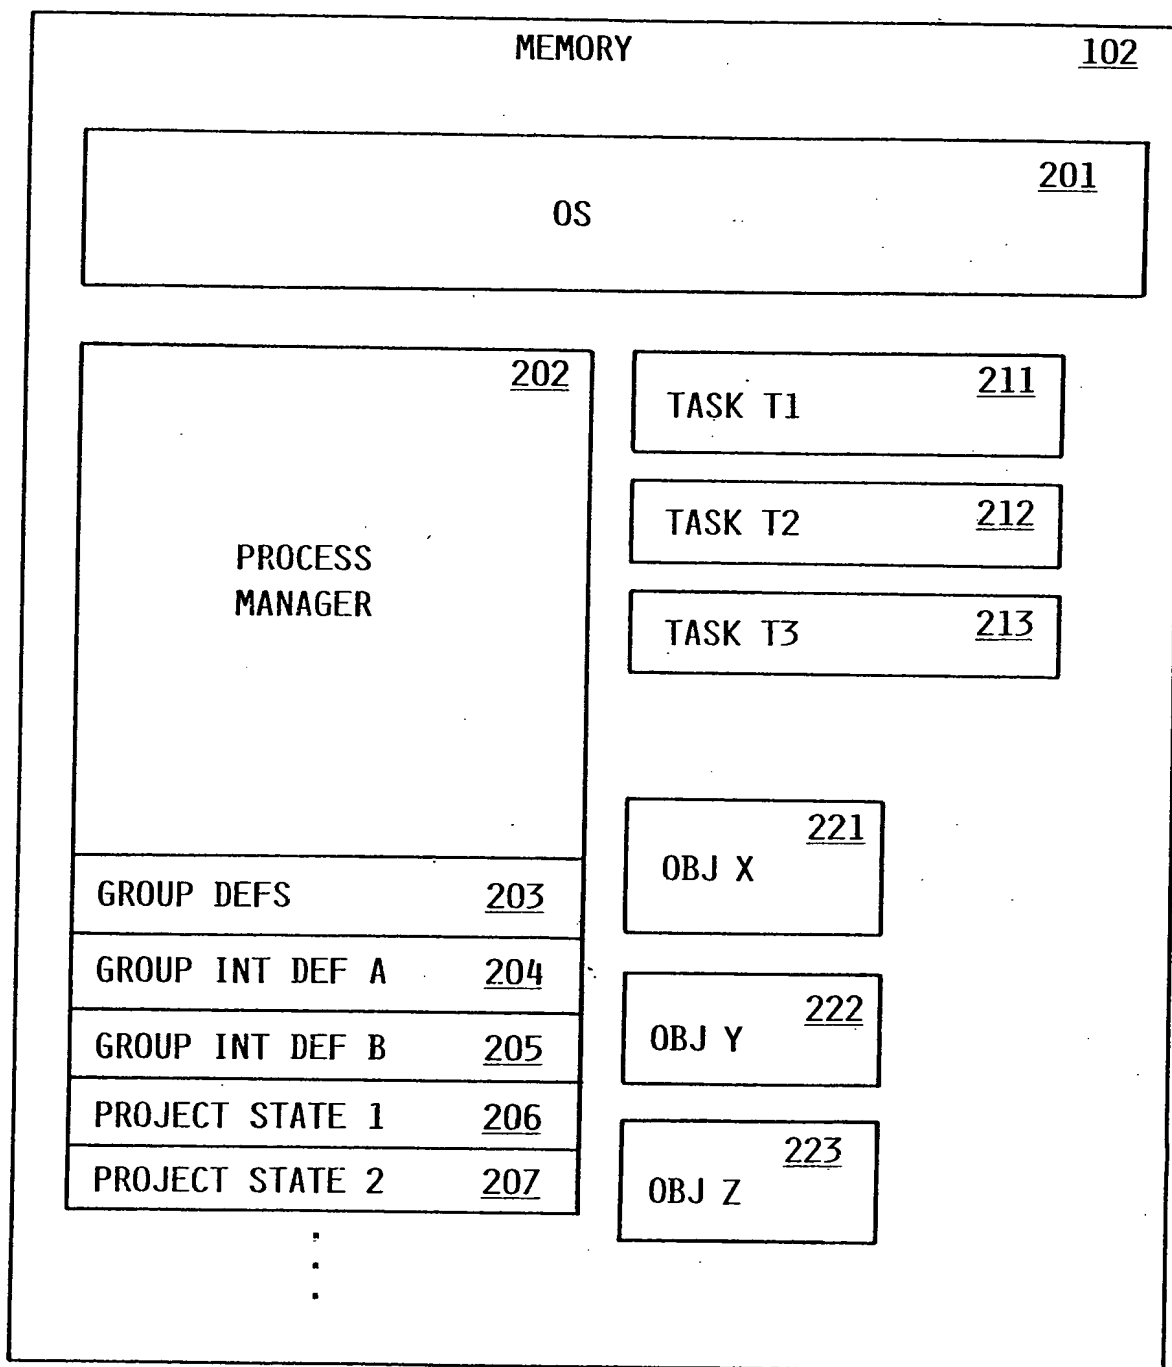 MEMORY 102
OS 201
202
PROCESS
MANAGER
GROUP DEFS 203
GROUP INT DEF A 204
GROUP INT DEF B 205
PROJECT STATE 1 206
PROJECT STATE 2 207
TASK T1 211
TASK T2 212
TASK T3 213
OBJ X 221
OBJ Y 222
OBJ Z 223